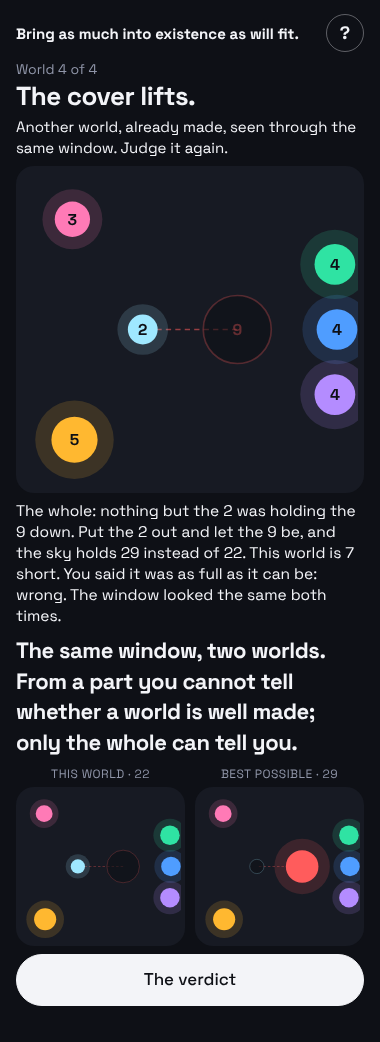 Bring as much into existence as will fit.
?
World 4 of 4
The cover lifts.
Another world, already made, seen through the
same window. Judge it again.
3
4
2
9
4
4
5
The whole: nothing but the 2 was holding the
9 down. Put the 2 out and let the 9 be, and
the sky holds 29 instead of 22. This world is 7
short. You said it was as full as it can be:
wrong. The window looked the same both
times.
The same window, two worlds.
From a part you cannot tell
whether a world is well made;
only the whole can tell you.
THIS WORLD · 22
BEST POSSIBLE · 29
The verdict